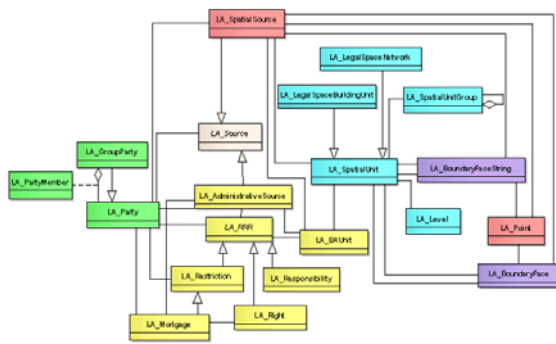 LA_SpatialSource
LA_LegalSpaceNetwork
LA_LegalSpaceBuildingUnit
LA_SpatialUnitGroup
LA_Source
LA_GroupParty
LA_SpatialUnit
LA_BoundaryFaceString
LA_PartyMember
LA_AdministrativeSource
LA_Party
LA_Level
LA_RRR
LA_Point
LA_BAUnit
LA_Restriction
LA_Responsibility
LA_BoundaryFace
LA_Right
LA_Mortgage